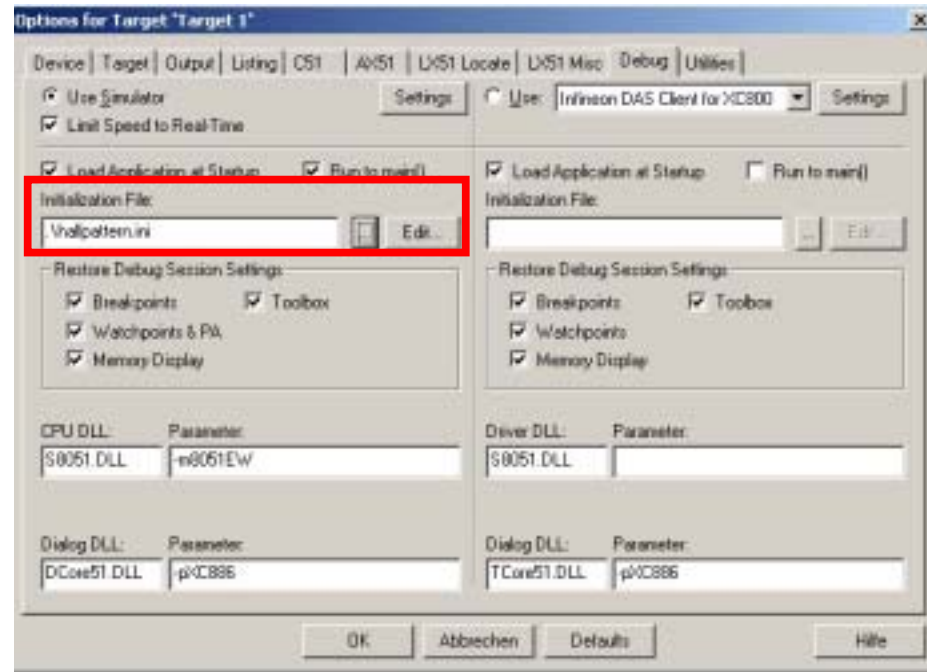 Options for Target 'Target 1'
Device Target Output Listing C51 AX51 LX51 Locate LX51 Misc Debug Utilities
Use Simulator Settings Use: Infineon DAS Client for XC800 Settings
Limit Speed to Real-Time
Load Application at Startup Run to main() Load Application at Startup Run to main()
Initialization File: Initialization File:
.\hallpattern.ini ... Edit... ... Edit...
Restore Debug Session Settings Restore Debug Session Settings
Breakpoints Toolbox Breakpoints Toolbox
Watchpoints & PA Watchpoints
Memory Display Memory Display
CPU DLL: Parameter: Driver DLL: Parameter:
S8051.DLL -m8051EW S8051.DLL
Dialog DLL: Parameter: Dialog DLL: Parameter:
DCore51.DLL -pXC886 TCore51.DLL -pXC886
OK Abbrechen Defaults Hilfe